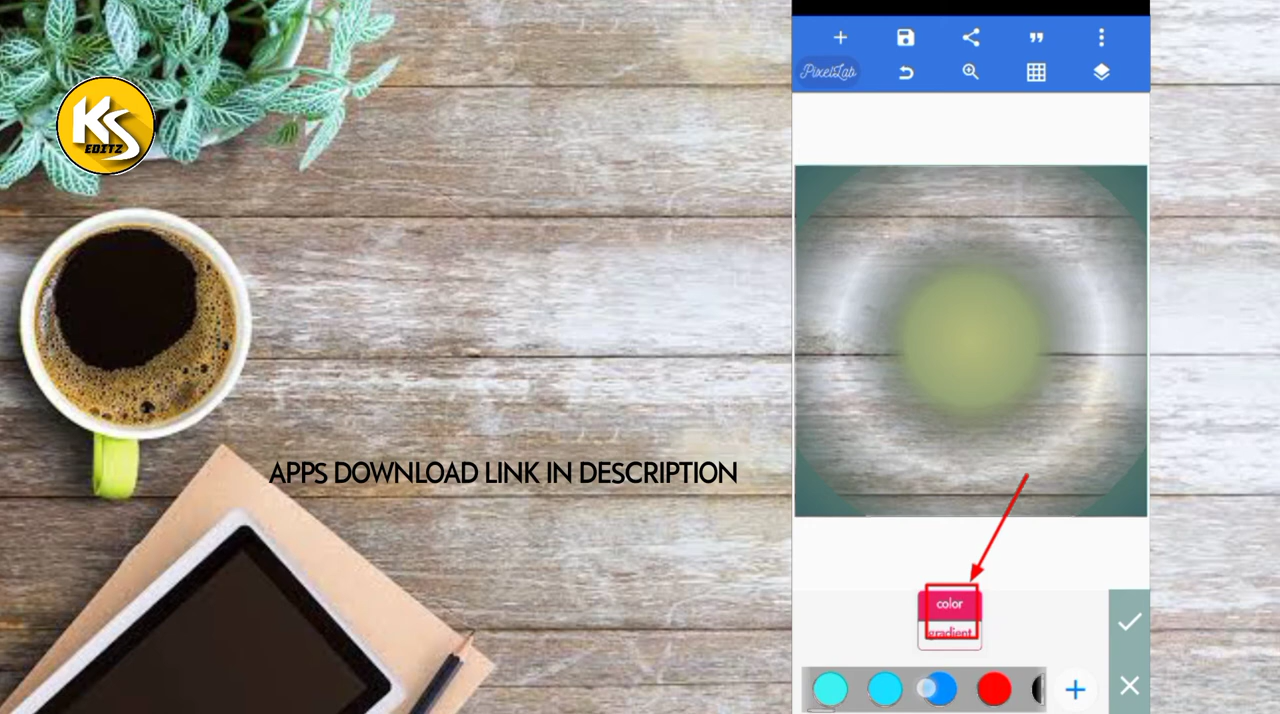 KS
EDITZ
PixelLab
APPS DOWNLOAD LINK IN DESCRIPTION
color
gradient